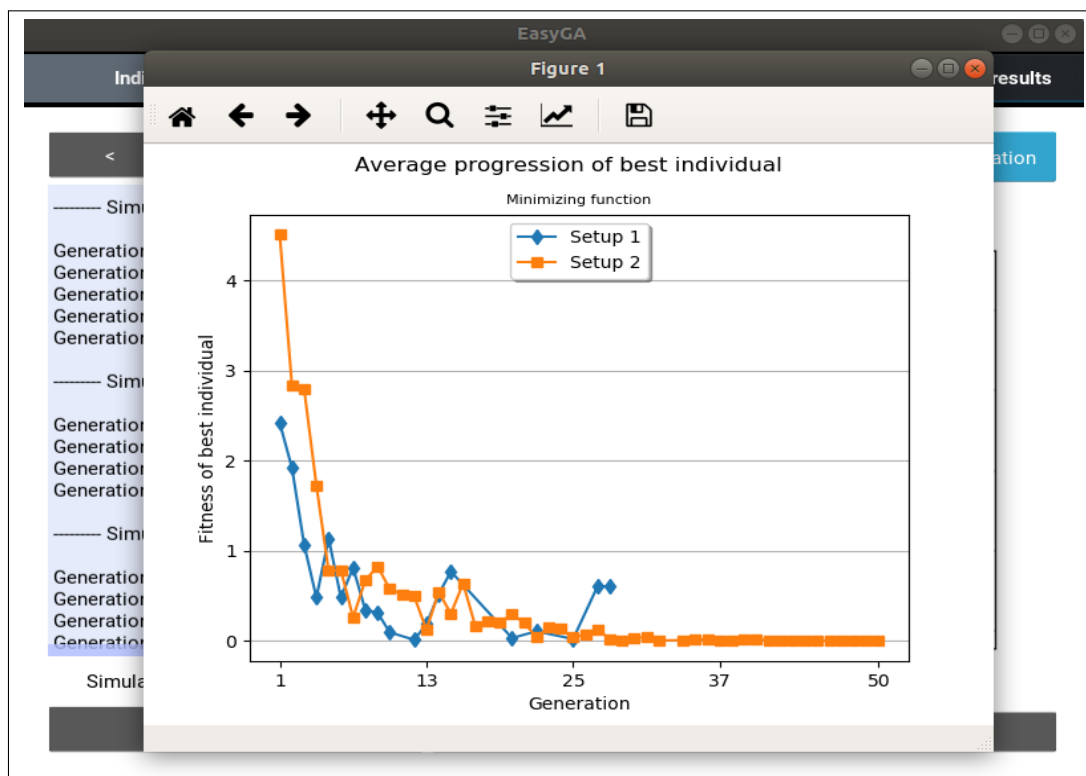 EasyGA
Figure 1
Indi
results
<
ation
Average progression of best individual
Minimizing function
Setup 1
Setup 2
Fitness of best individual
4
3
2
1
0
1
13
25
37
50
Generation
--------- Simu
Generation
Generation
Generation
Generation
Generation
--------- Simu
Generation
Generation
Generation
Generation
--------- Simu
Generation
Generation
Generation
Generation
Simula